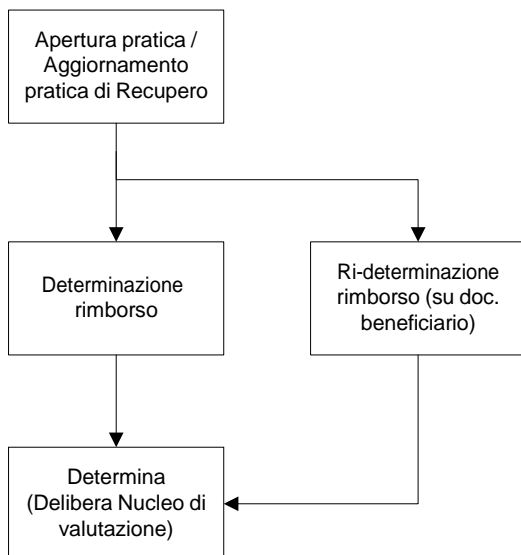 Apertura pratica /
Aggiornamento
pratica di Recupero
Determinazione
rimborso
Ri-determinazione
rimborso (su doc.
beneficiario)
Determina
(Delibera Nucleo di
valutazione)